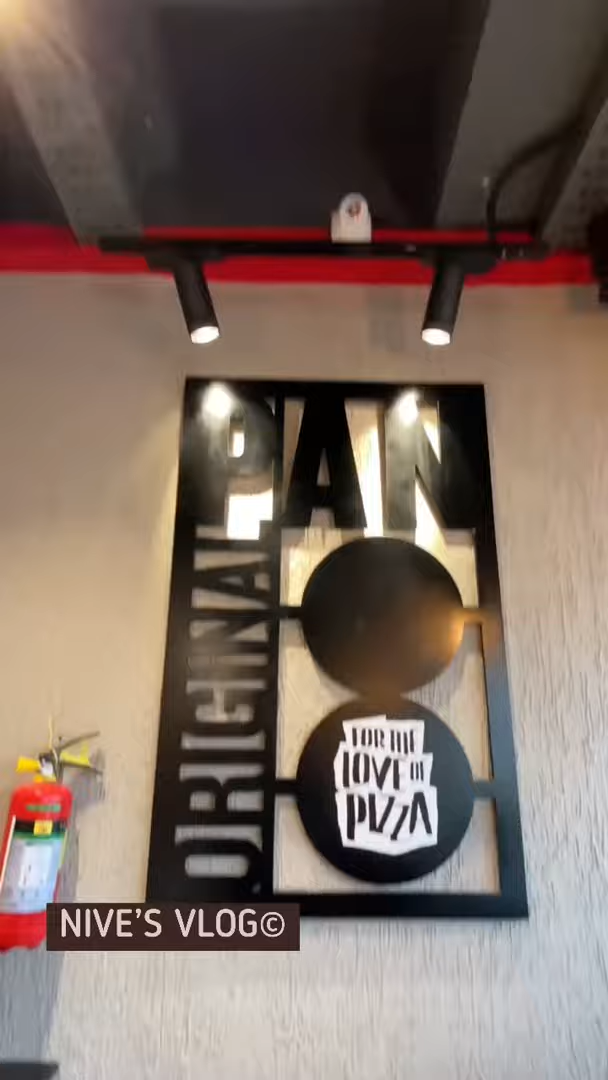 PAN
ORIGINAL
FOR THE
LOVE OF
PIZZA
NIVE'S VLOG©